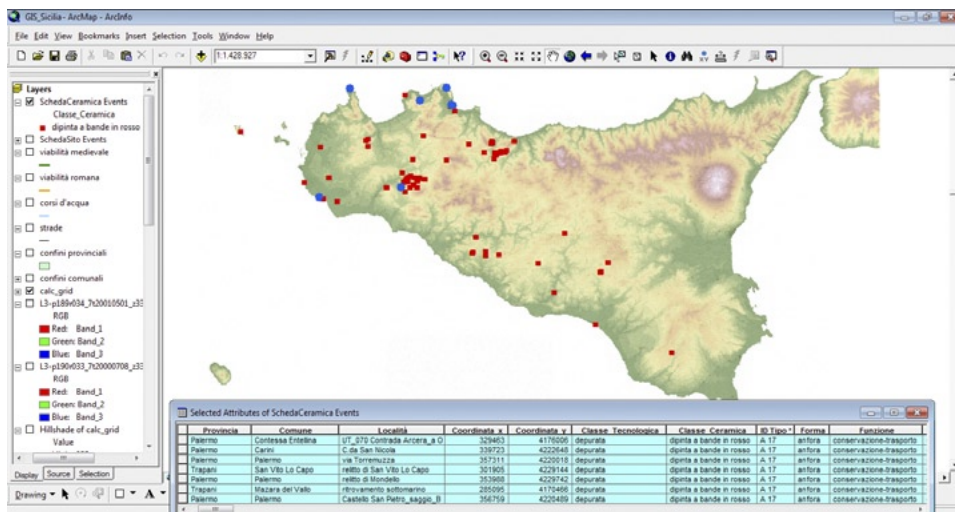 GIS_Sicilia - ArcMap - ArcInfo
File Edit View Bookmarks Insert Selection Tools Window Help
1:1.428.927
Layers
SchedaCeramica Events
Classe_Ceramica
dipinta a bande in rosso
SchedaSito Events
viabilità medievale
viabilità romana
corsi d'acqua
strade
confini provinciali
confini comunali
calc_grid
L3-p189r034_7t20010501_z33
RGB
Red: Band_1
Green: Band_2
Blue: Band_3
L3-p190r033_7t20000708_z33
RGB
Red: Band_1
Green: Band_2
Blue: Band_3
Hillshade of calc_grid
Value
Display Source Selection
Drawing A
Selected Attributes of SchedaCeramica Events
Provincia Comune Località Coordinata x Coordinata y Classe Tecnologica Classe Ceramica ID Tipo * Forma Funzione
Palermo Contessa Entellina UT_070 Contrada Arcera_a O 329463 4176006 depurata dipinta a bande in rosso A 17 anfora conservazione-trasporto
Palermo Carini C.da San Nicola 339723 4222648 depurata dipinta a bande in rosso A 17 anfora conservazione-trasporto
Palermo Palermo via Torremuzza 357311 4220018 depurata dipinta a bande in rosso A 17 anfora conservazione-trasporto
Trapani San Vito Lo Capo relitto di San Vito Lo Capo 301905 4229144 depurata dipinta a bande in rosso A 17 anfora conservazione-trasporto
Palermo Palermo relitto di Mondello 353988 4229742 depurata dipinta a bande in rosso A 17 anfora conservazione-trasporto
Trapani Mazara del Vallo ritrovamento sottomarino 285095 4170466 depurata dipinta a bande in rosso A 17 anfora conservazione-trasporto
Palermo Palermo Castello San Pietro_saggio_B 356759 4220489 depurata dipinta a bande in rosso A 17 anfora conservazione-trasporto